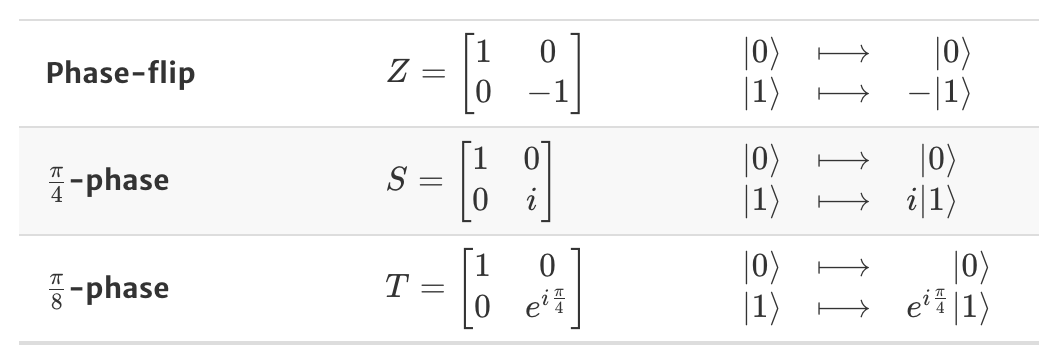 Phase-flip Z = [1 0; 0 −1] |0⟩ ⟼ |0⟩ |1⟩ ⟼ −|1⟩
π/4-phase S = [1 0; 0 i] |0⟩ ⟼ |0⟩ |1⟩ ⟼ i|1⟩
π/8-phase T = [1 0; 0 e^{iπ/4}] |0⟩ ⟼ |0⟩ |1⟩ ⟼ e^{iπ/4}|1⟩